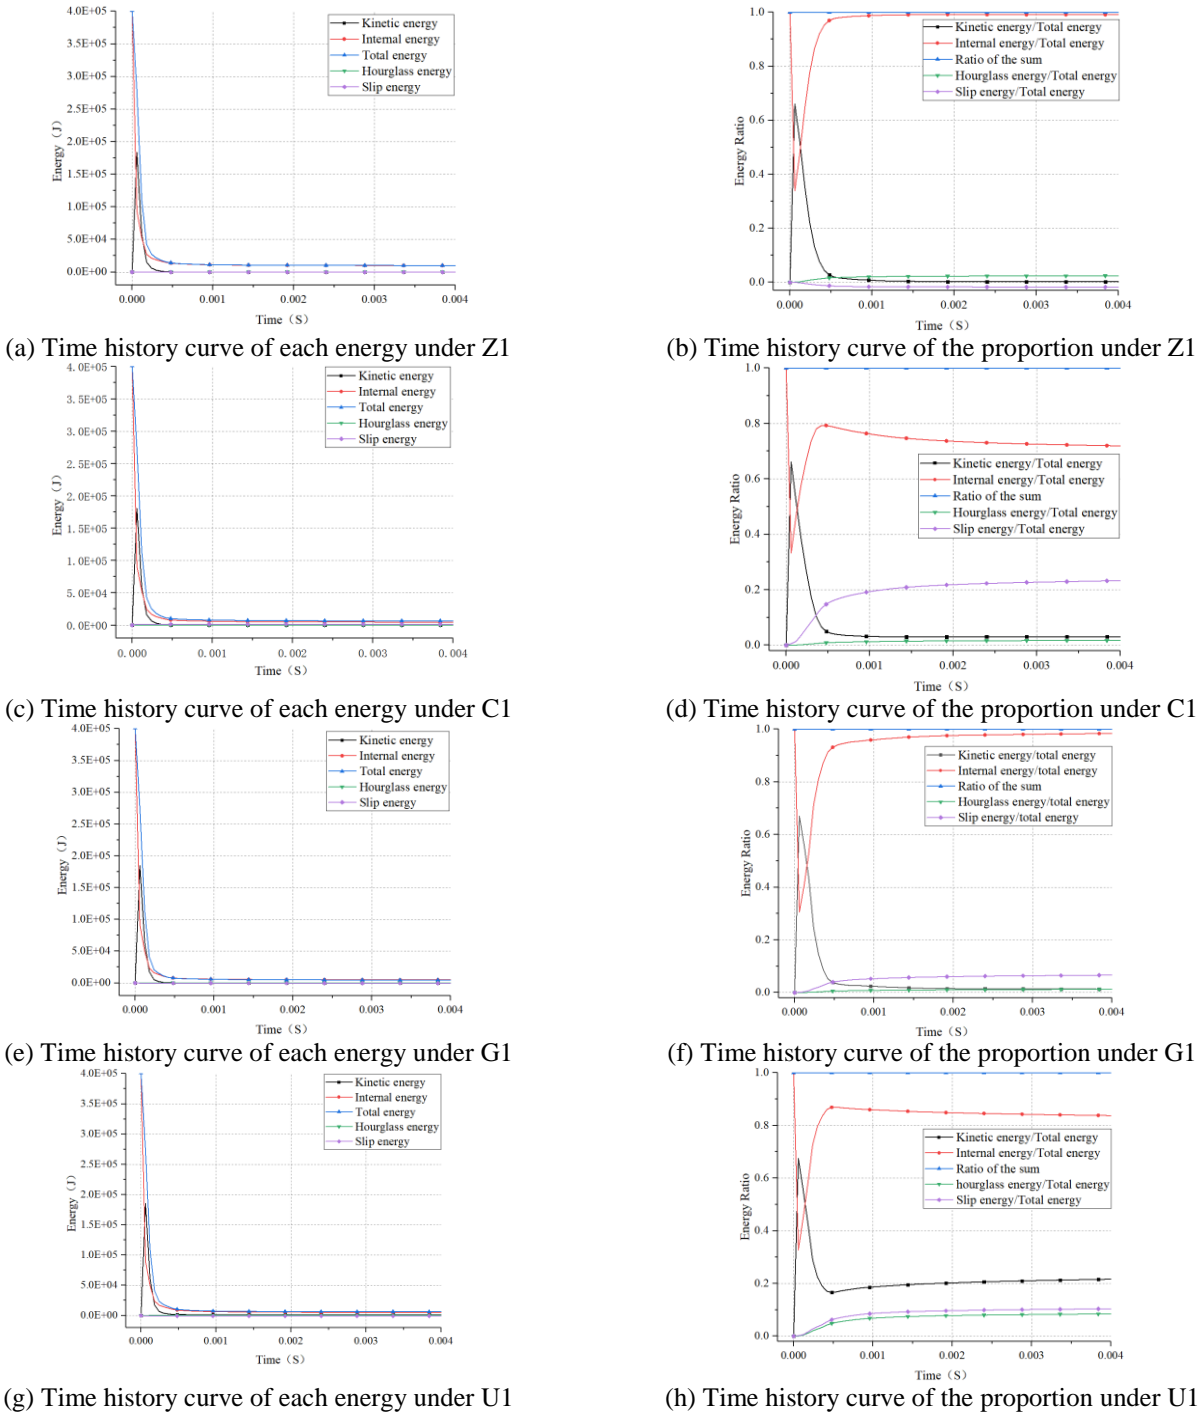 4.0E+05
3.5E+05
3.0E+05
2.5E+05
2.0E+05
1.5E+05
1.0E+05
5.0E+04
0.0E+00
Energy（J）
Kinetic energy
Internal energy
Total energy
Hourglass energy
Slip energy
0.000 0.001 0.002 0.003 0.004
Time（S）
1.0
0.8
0.6
0.4
0.2
0.0
Energy Ratio
Kinetic energy/Total energy
Internal energy/Total energy
Ratio of the sum
Hourglass energy/Total energy
Slip energy/Total energy
0.000 0.001 0.002 0.003 0.004
Time（S）
(a) Time history curve of each energy under Z1
(b) Time history curve of the proportion under Z1
4.0E+05
3.5E+05
3.0E+05
2.5E+05
2.0E+05
1.5E+05
1.0E+05
5.0E+04
0.0E+00
Energy（J）
Kinetic energy
Internal energy
Total energy
Hourglass energy
Slip energy
0.000 0.001 0.002 0.003 0.004
Time（S）
1.0
0.8
0.6
0.4
0.2
0.0
Energy Ratio
Kinetic energy/Total energy
Internal energy/Total energy
Ratio of the sum
Hourglass energy/Total energy
Slip energy/Total energy
0.000 0.001 0.002 0.003 0.004
Time（S）
(c) Time history curve of each energy under C1
(d) Time history curve of the proportion under C1
4.0E+05
3.5E+05
3.0E+05
2.5E+05
2.0E+05
1.5E+05
1.0E+05
5.0E+04
0.0E+00
Energy（J）
Kinetic energy
Internal energy
Total energy
Hourglass energy
Slip energy
0.000 0.001 0.002 0.003 0.004
Time（S）
1.0
0.8
0.6
0.4
0.2
0.0
Energy Ratio
Kinetic energy/total energy
Internal energy/total energy
Ratio of the sum
Hourglass energy/total energy
Slip energy/total energy
0.000 0.001 0.002 0.003 0.004
Time（S）
(e) Time history curve of each energy under G1
(f) Time history curve of the proportion under G1
4.0E+05
3.5E+05
3.0E+05
2.5E+05
2.0E+05
1.5E+05
1.0E+05
5.0E+04
0.0E+00
Energy（J）
Kinetic energy
Internal energy
Total energy
Hourglass energy
Slip energy
0.000 0.001 0.002 0.003 0.004
Time（S）
1.0
0.8
0.6
0.4
0.2
0.0
Energy Ratio
Kinetic energy/Total energy
Internal energy/Total energy
Ratio of the sum
hourglass energy/Total energy
Slip energy/Total energy
0.000 0.001 0.002 0.003 0.004
Time（S）
(g) Time history curve of each energy under U1
(h) Time history curve of the proportion under U1